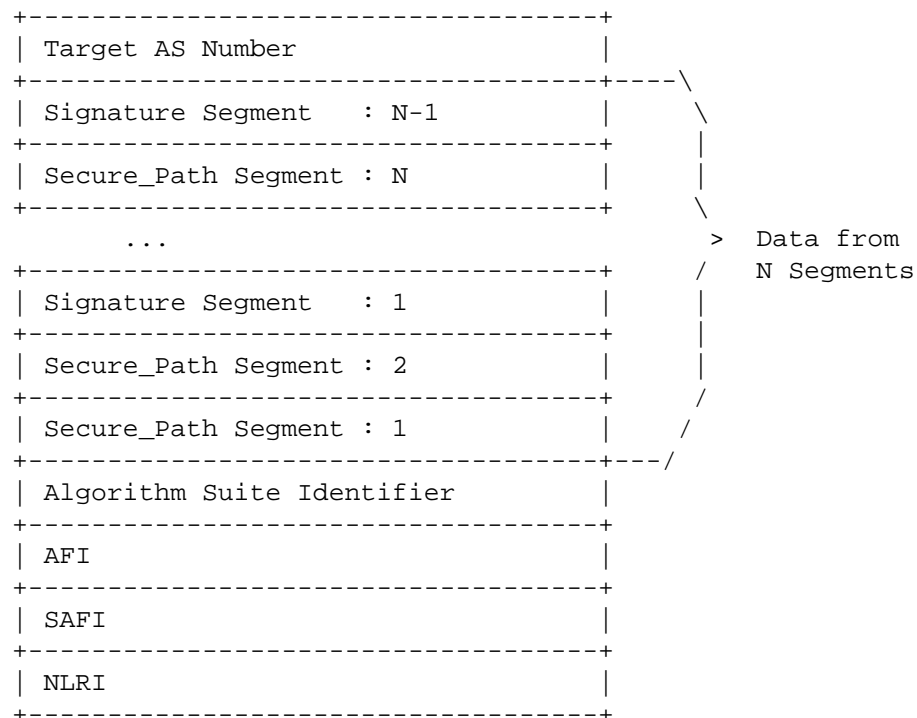 Target AS Number
Signature Segment : N-1
Secure_Path Segment : N
... > Data from
N Segments
Signature Segment : 1
Secure_Path Segment : 2
Secure_Path Segment : 1
Algorithm Suite Identifier
AFI
SAFI
NLRI